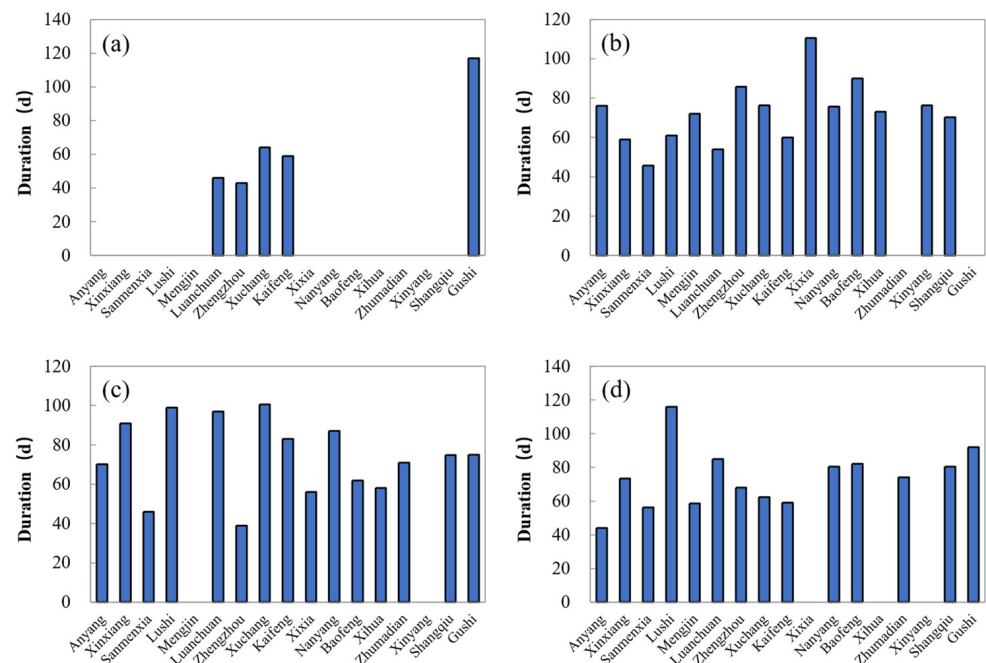 (a)
Duration (d)
140
120
100
80
60
40
20
0
Anyang
Xinxiang
Sanmenxia
Lushi
Mengjin
Luanchuan
Zhengzhou
Xuchang
Kaifeng
Xixia
Nanyang
Baofeng
Xihua
Zhumadian
Xinyang
Shangqiu
Gushi
(b)
Duration (d)
120
100
80
60
40
20
0
Anyang
Xinxiang
Sanmenxia
Lushi
Mengjin
Luanchuan
Zhengzhou
Xuchang
Kaifeng
Xixia
Nanyang
Baofeng
Xihua
Zhumadian
Xinyang
Shangqiu
Gushi
(c)
Duration (d)
120
100
80
60
40
20
0
Anyang
Xinxiang
Sanmenxia
Lushi
Mengjin
Luanchuan
Zhengzhou
Xuchang
Kaifeng
Xixia
Nanyang
Baofeng
Xihua
Zhumadian
Xinyang
Shangqiu
Gushi
(d)
Duration (d)
140
120
100
80
60
40
20
0
Anyang
Xinxiang
Sanmenxia
Lushi
Mengjin
Luanchuan
Zhengzhou
Xuchang
Kaifeng
Xixia
Nanyang
Baofeng
Xihua
Zhumadian
Xinyang
Shangqiu
Gushi